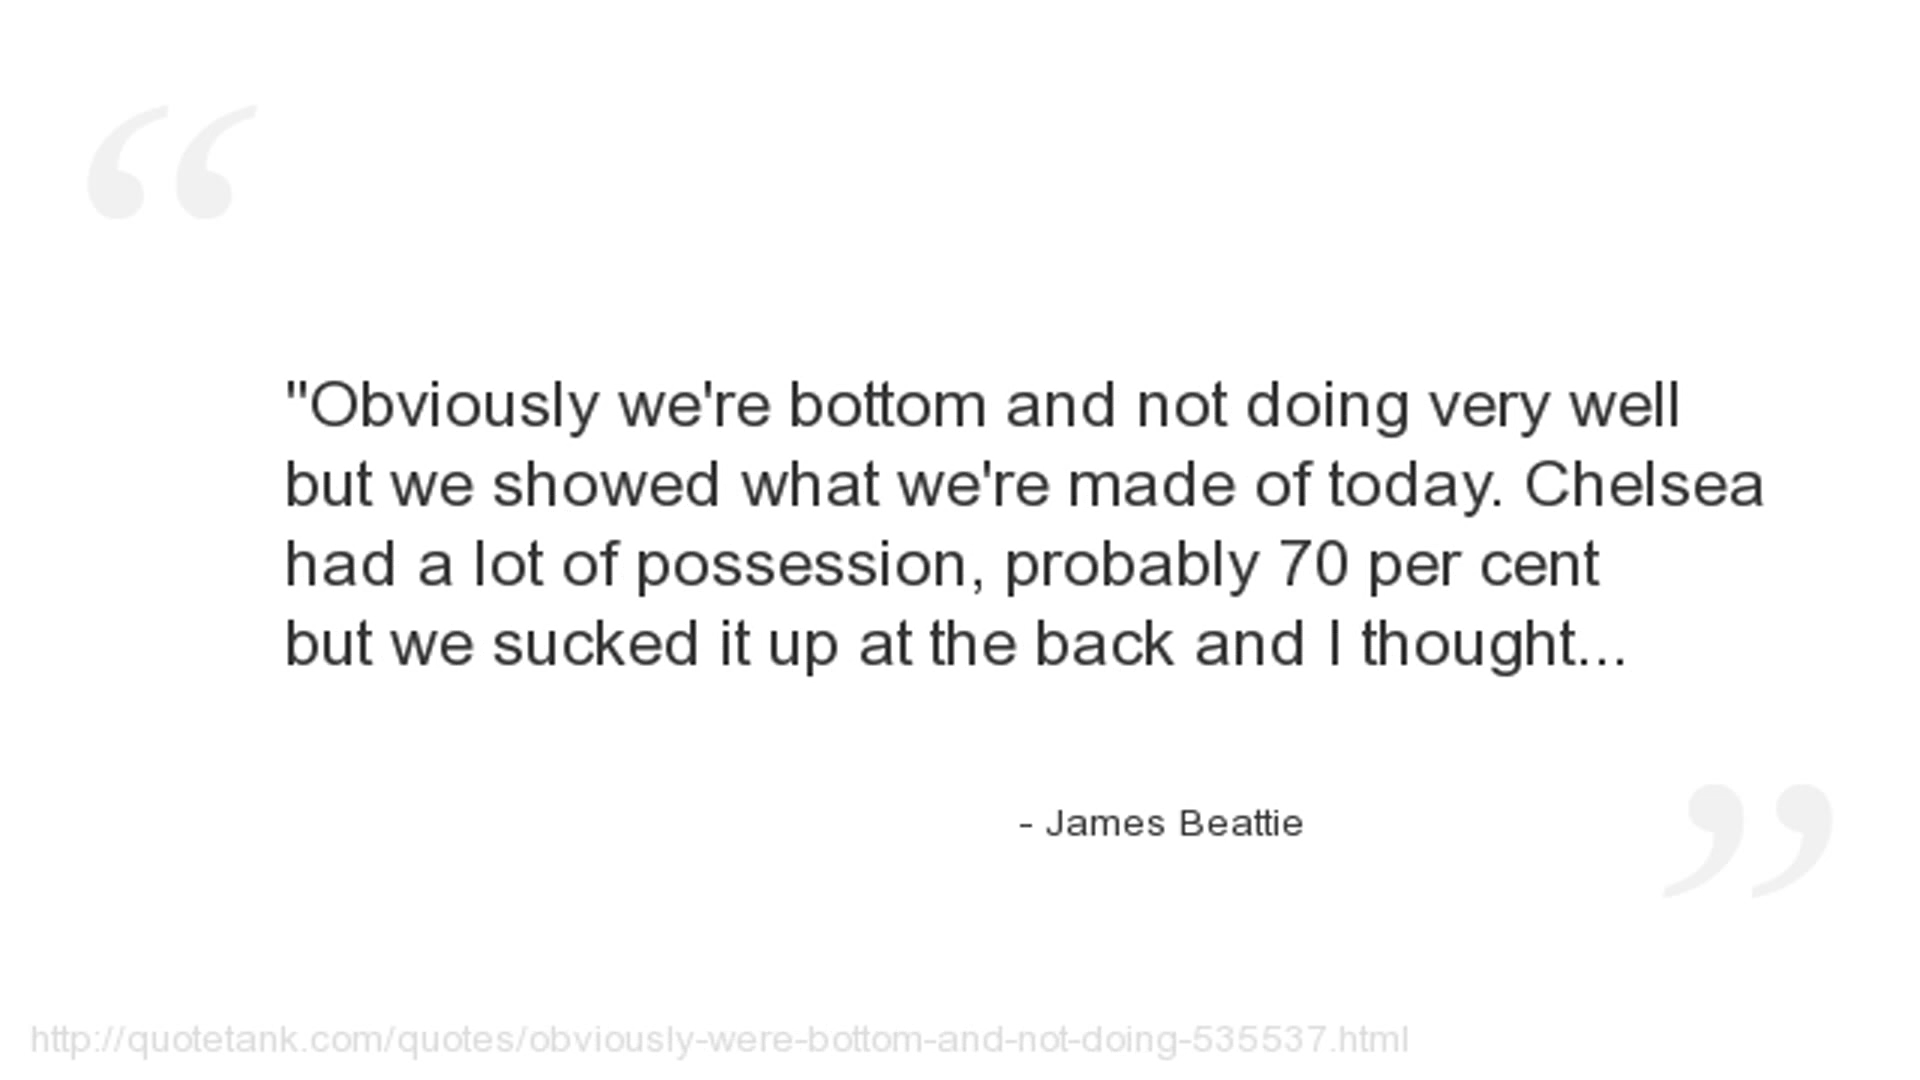 "Obviously we're bottom and not doing very well
but we showed what we're made of today. Chelsea
had a lot of possession, probably 70 per cent
but we sucked it up at the back and I thought...
- James Beattie
http://quotetank.com/quotes/obviously-were-bottom-and-not-doing-535537.html